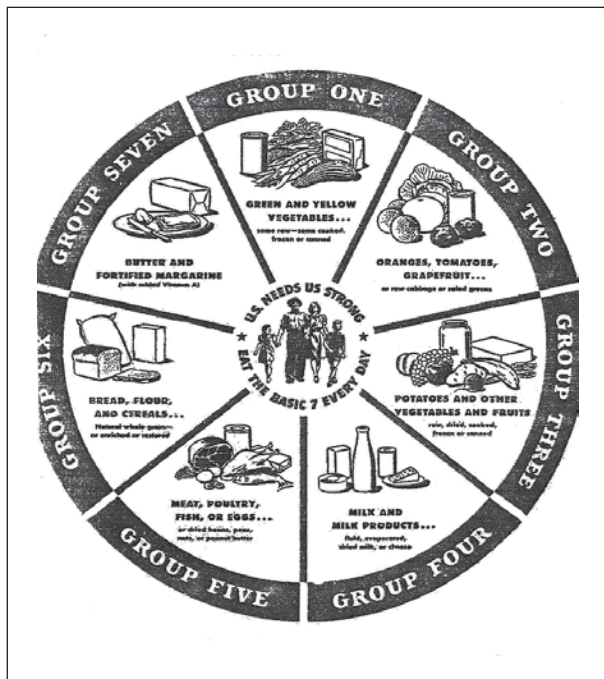 GROUP ONE
GREEN AND YELLOW
VEGETABLES...
some raw—some cooked,
frozen or canned
GROUP TWO
ORANGES, TOMATOES,
GRAPEFRUIT...
or raw cabbage or salad greens
GROUP THREE
POTATOES AND OTHER
VEGETABLES AND FRUITS
raw, dried, cooked,
frozen or canned
GROUP FOUR
MILK AND
MILK PRODUCTS...
fluid, evaporated,
dried milk, or cheese
GROUP FIVE
MEAT, POULTRY,
FISH, OR EGGS...
or dried beans, peas,
nuts, or peanut butter
GROUP SIX
BREAD, FLOUR,
AND CEREALS...
Natural whole grain—
or enriched or restored
GROUP SEVEN
BUTTER AND
FORTIFIED MARGARINE
(with added Vitamin A)
U.S. NEEDS US STRONG
EAT THE BASIC 7 EVERY DAY